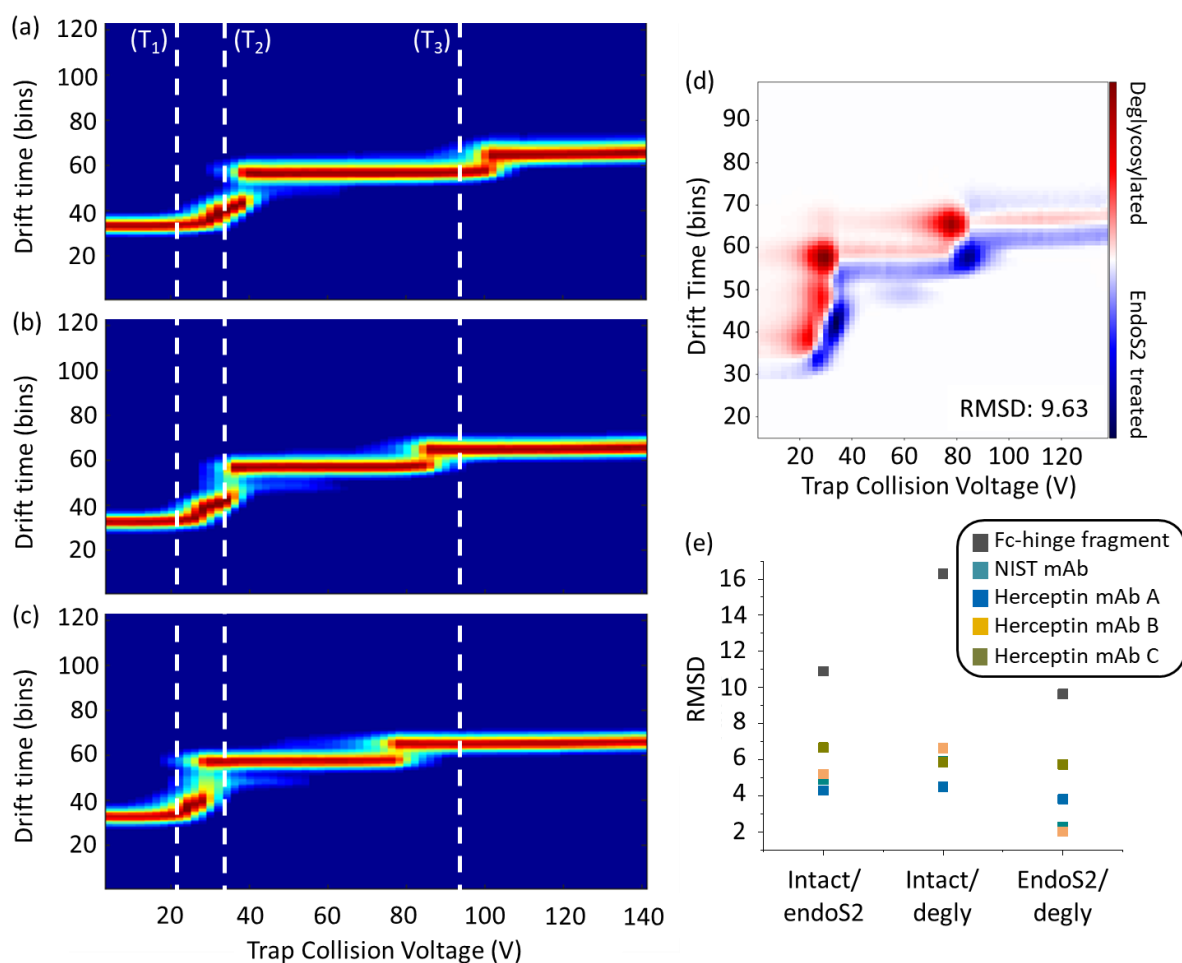 (a)
(T₁)
(T₂)
(T₃)
Drift time (bins)
120
100
80
60
40
20
(b)
Drift time (bins)
120
100
80
60
40
20
(c)
Drift time (bins)
120
100
80
60
40
20
20 40 60 80 100 120 140
Trap Collision Voltage (V)
(d)
Drift Time (bins)
90
80
70
60
50
40
30
20
RMSD: 9.63
20 40 60 80 100 120
Trap Collision Voltage (V)
Deglycosylated
EndoS2 treated
(e)
RMSD
16
14
12
10
8
6
4
2
Fc-hinge fragment
NIST mAb
Herceptin mAb A
Herceptin mAb B
Herceptin mAb C
Intact/
endoS2
Intact/
degly
EndoS2/
degly